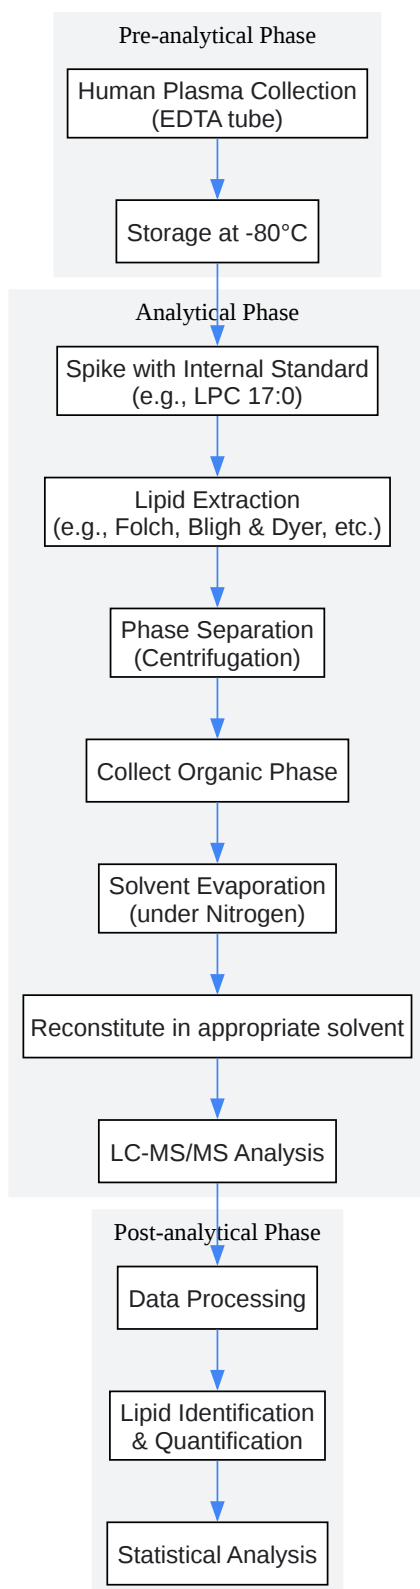 Pre-analytical Phase
Human Plasma Collection
(EDTA tube)
Storage at -80°C
Analytical Phase
Spike with Internal Standard
(e.g., LPC 17:0)
Lipid Extraction
(e.g., Folch, Bligh & Dyer, etc.)
Phase Separation
(Centrifugation)
Collect Organic Phase
Solvent Evaporation
(under Nitrogen)
Reconstitute in appropriate solvent
LC-MS/MS Analysis
Post-analytical Phase
Data Processing
Lipid Identification
& Quantification
Statistical Analysis